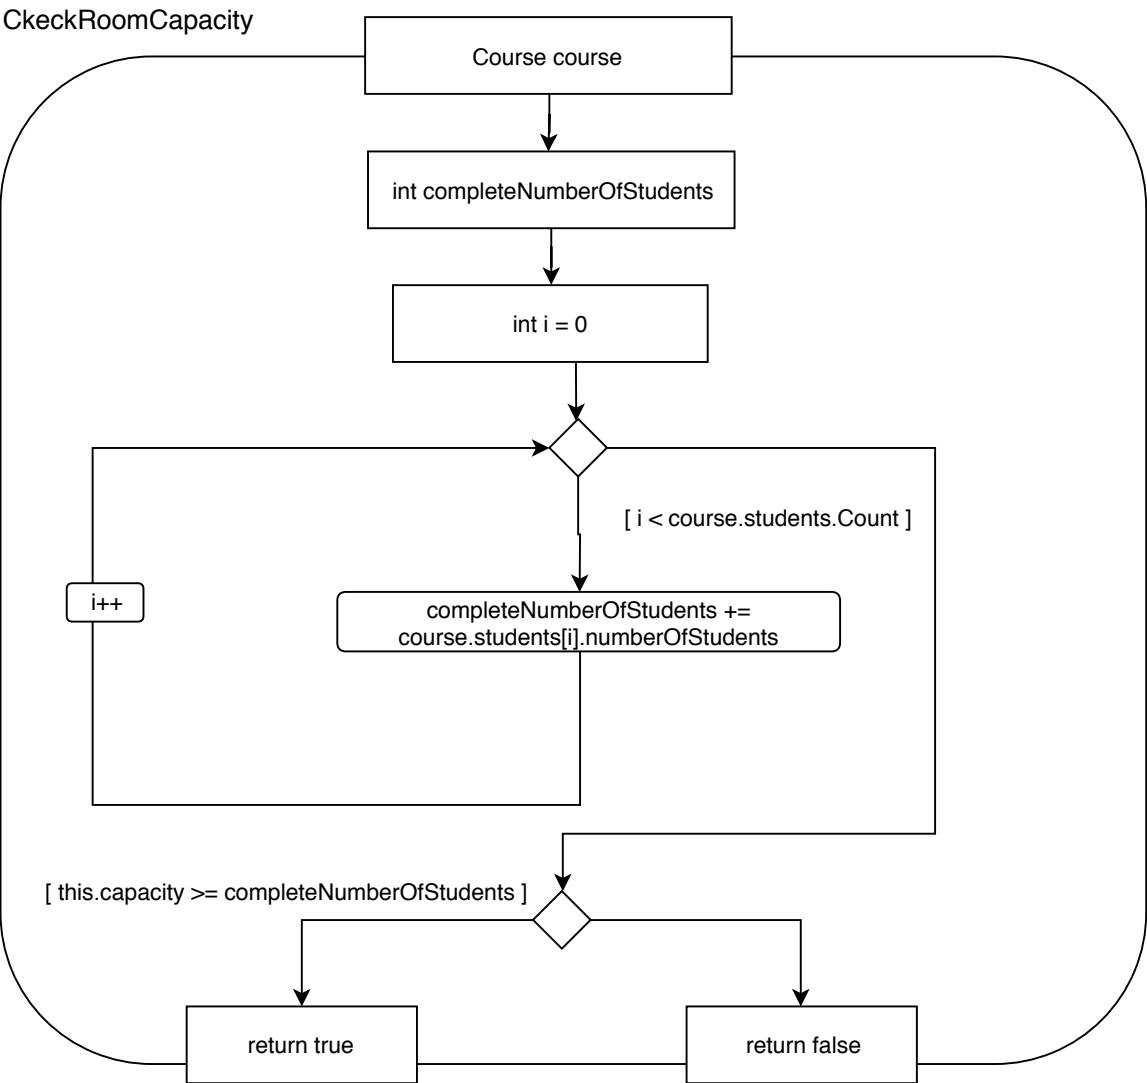 CkeckRoomCapacity
Course course
int completeNumberOfStudents
int i = 0
[ i < course.students.Count ]
i++
completeNumberOfStudents +=
course.students[i].numberOfStudents
[ this.capacity >= completeNumberOfStudents ]
return true
return false